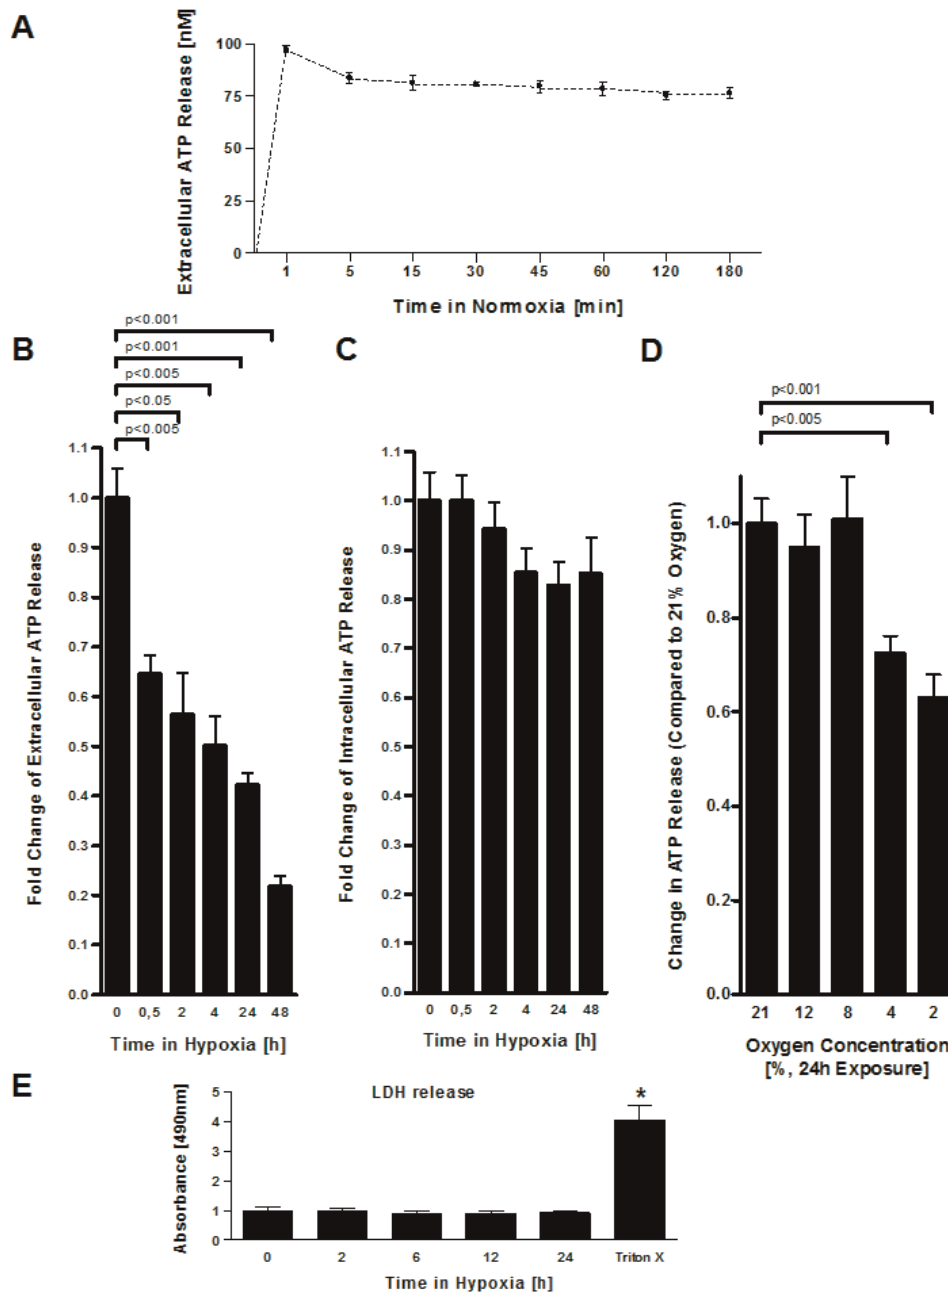 A
Extracellular ATP Release [nM]
100
75
50
25
0
1 5 15 30 45 60 120 180
Time in Normoxia [min]
B
p<0.001
p<0.001
p<0.005
p<0.05
p<0.005
Fold Change of Extracellular ATP Release
1.1
1.0
0.9
0.8
0.7
0.6
0.5
0.4
0.3
0.2
0.1
0.0
0 0,5 2 4 24 48
Time in Hypoxia [h]
C
Fold Change of Intracellular ATP Release
1.1
1.0
0.9
0.8
0.7
0.6
0.5
0.4
0.3
0.2
0.1
0.0
0 0,5 2 4 24 48
Time in Hypoxia [h]
D
p<0.001
p<0.005
Change in ATP Release (Compared to 21% Oxygen)
1.0
0.8
0.6
0.4
0.2
0.0
21 12 8 4 2
Oxygen Concentration
[%, 24h Exposure]
E
LDH release
Absorbance [490nm]
5
4
3
2
1
0
*
0 2 6 12 24 Triton X
Time in Hypoxia [h]